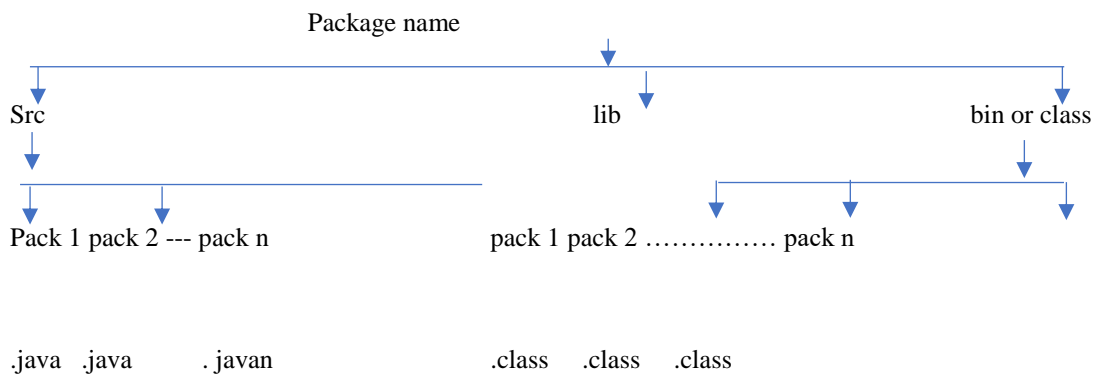 Package name
Src lib bin or class
Pack 1 pack 2 --- pack n pack 1 pack 2 …………… pack n
.java .java . javan .class .class .class